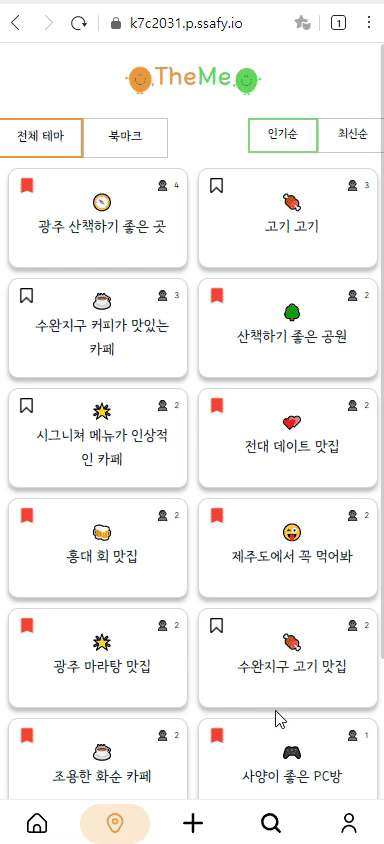 k7c2031.p.ssafy.io
1
TheMe
전체 테마
북마크
인기순
최신순
4
광주 산책하기 좋은 곳
3
고기 고기
3
수완지구 커피가 맛있는
카페
2
산책하기 좋은 공원
2
시그니쳐 메뉴가 인상적
인 카페
2
전대 데이트 맛집
2
홍대 회 맛집
2
제주도에서 꼭 먹어봐
2
광주 마라탕 맛집
2
수완지구 고기 맛집
2
조용한 화순 카페
1
사양이 좋은 PC방